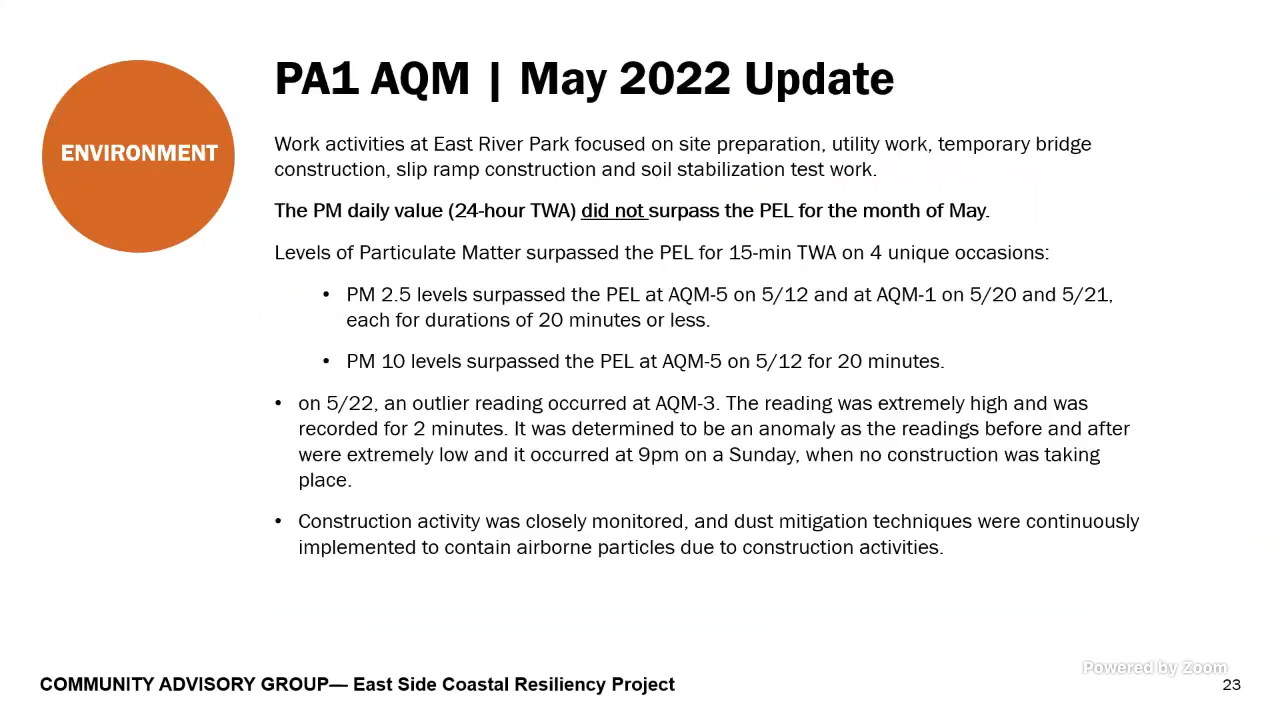 PA1 AQM | May 2022 Update
ENVIRONMENT
Work activities at East River Park focused on site preparation, utility work, temporary bridge
construction, slip ramp construction and soil stabilization test work.
The PM daily value (24-hour TWA) did not surpass the PEL for the month of May.
Levels of Particulate Matter surpassed the PEL for 15-min TWA on 4 unique occasions:
• PM 2.5 levels surpassed the PEL at AQM-5 on 5/12 and at AQM-1 on 5/20 and 5/21,
each for durations of 20 minutes or less.
• PM 10 levels surpassed the PEL at AQM-5 on 5/12 for 20 minutes.
• on 5/22, an outlier reading occurred at AQM-3. The reading was extremely high and was
recorded for 2 minutes. It was determined to be an anomaly as the readings before and after
were extremely low and it occurred at 9pm on a Sunday, when no construction was taking
place.
• Construction activity was closely monitored, and dust mitigation techniques were continuously
implemented to contain airborne particles due to construction activities.
Powered by Zoom
COMMUNITY ADVISORY GROUP— East Side Coastal Resiliency Project
23